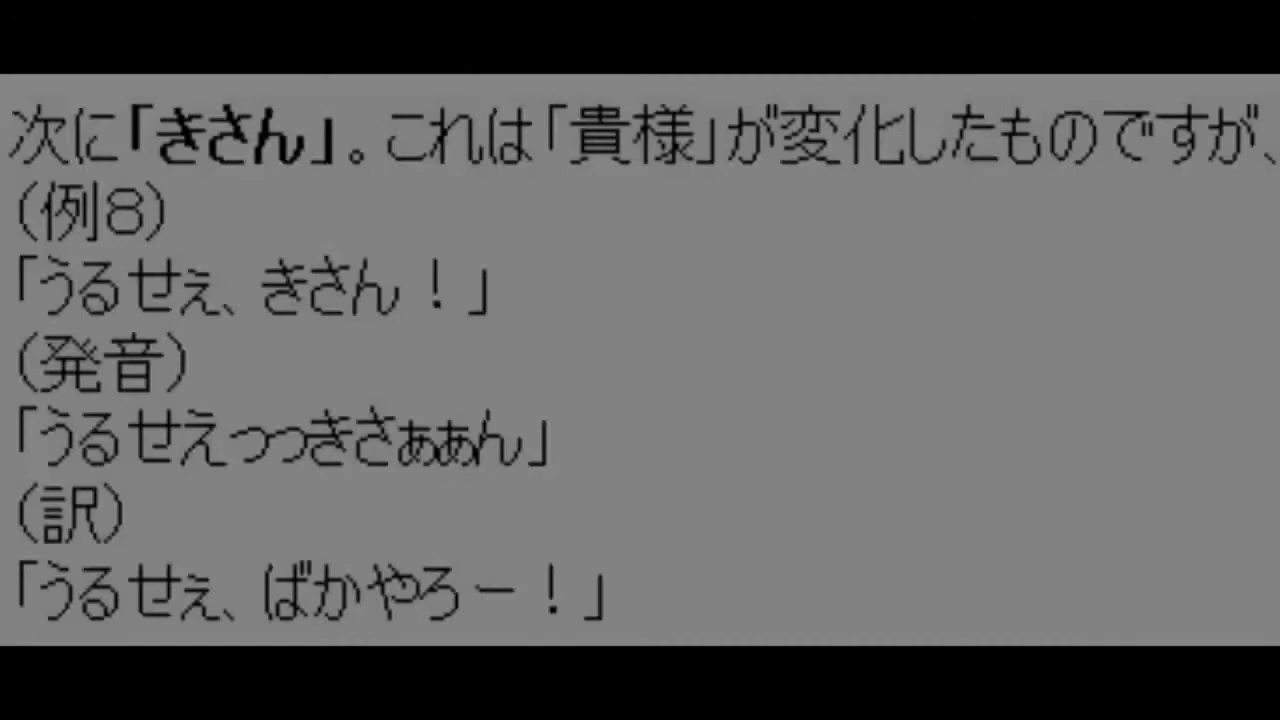 次に「きさん」。これは「貴様」が変化したものですが、
（例８）
「うるせぇ、きさん！」
（発音）
「うるせえっっきさぁぁん」
（訳）
「うるせぇ、ばかやろー！」